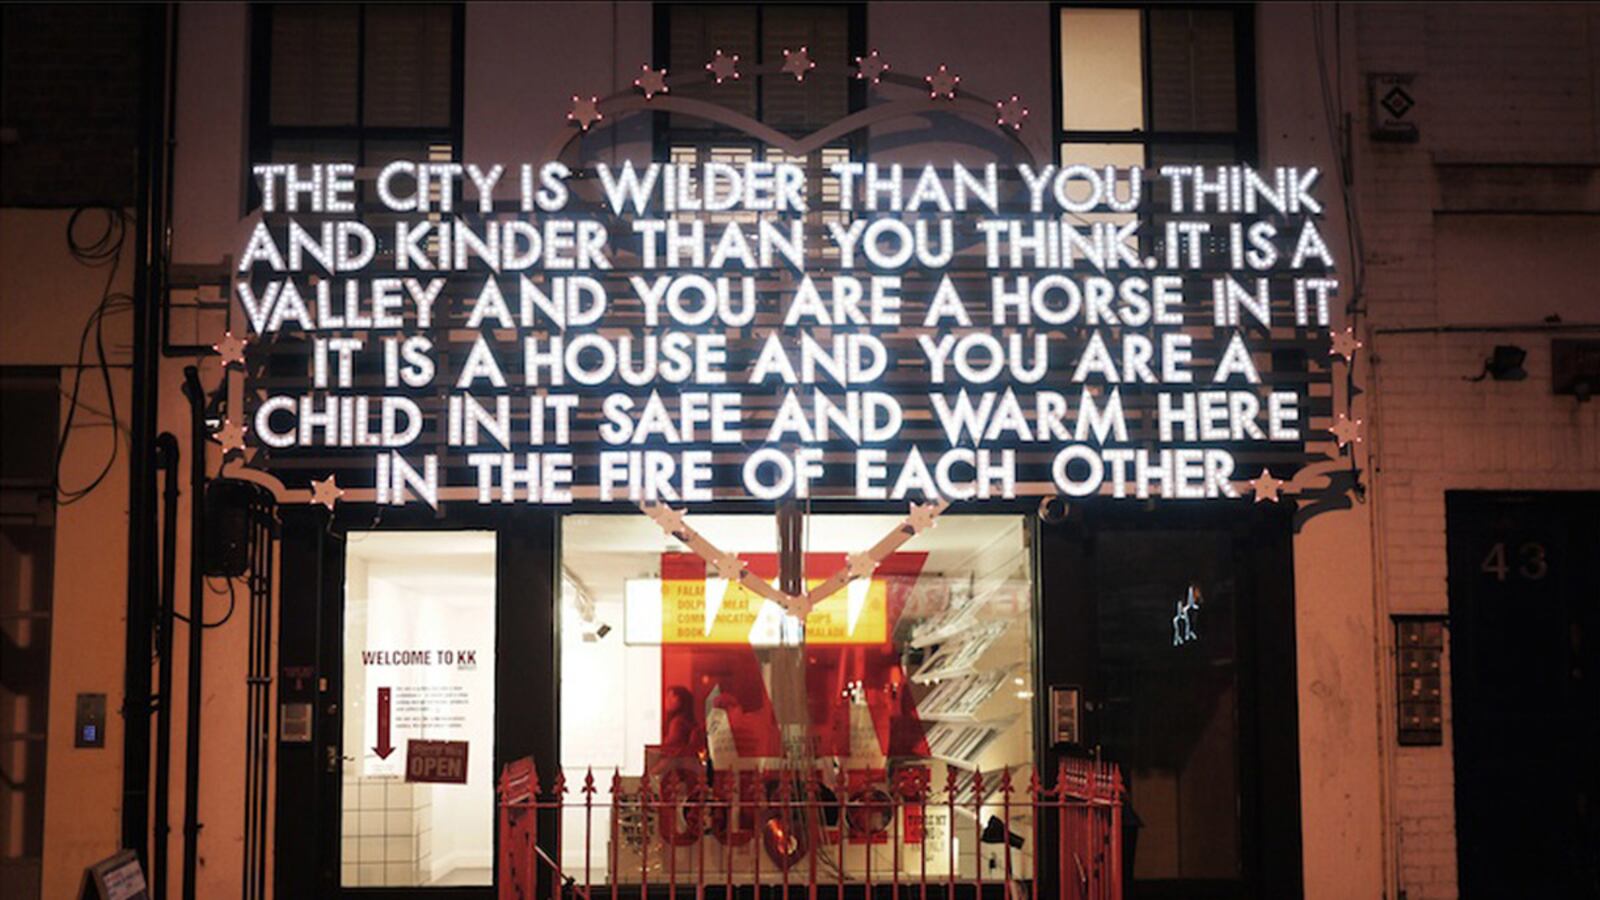 THE CITY IS WILDER THAN YOU THINK
AND KINDER THAN YOU THINK. IT IS A
VALLEY AND YOU ARE A HORSE IN IT
IT IS A HOUSE AND YOU ARE A
CHILD IN IT SAFE AND WARM HERE
IN THE FIRE OF EACH OTHER
43
WELCOME TO KK
OPEN
KK
OUTLET